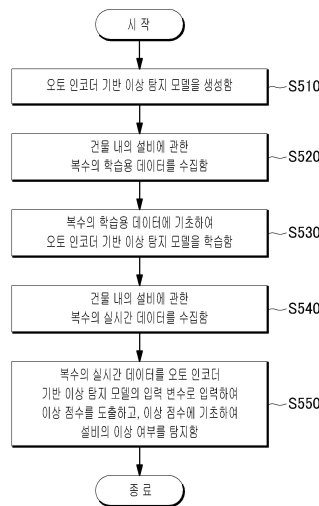 시 작
오토 인코더 기반 이상 탐지 모델을 생성함
S510
건물 내의 설비에 관한
복수의 학습용 데이터를 수집함
S520
복수의 학습용 데이터에 기초하여
오토 인코더 기반 이상 탐지 모델을 학습함
S530
건물 내의 설비에 관한
복수의 실시간 데이터를 수집함
S540
복수의 실시간 데이터를 오토 인코더
기반 이상 탐지 모델의 입력 변수로 입력하여
이상 점수를 도출하고, 이상 점수에 기초하여
설비의 이상 여부를 탐지함
S550
종 료